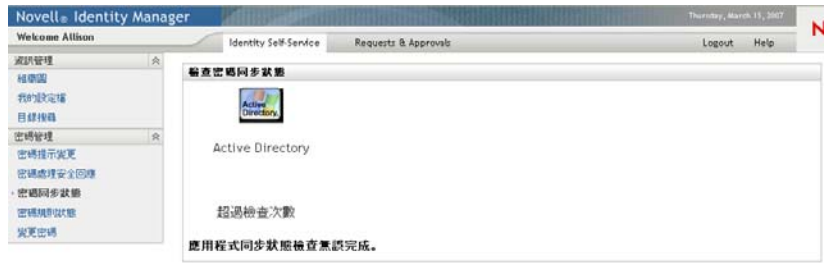 Novell® Identity Manager
Thursday, March 15, 2007
N
Welcome Allison
Identity Self-Service
Requests & Approvals
Logout
Help
資訊管理
組織圖
我的設定檔
目錄搜尋
密碼管理
密碼提示變更
密碼處理安全回應
密碼同步狀態
密碼規則狀態
變更密碼
檢查密碼同步狀態
Active Directory
Active Directory
超過檢查次數
應用程式同步狀態檢查無誤完成。